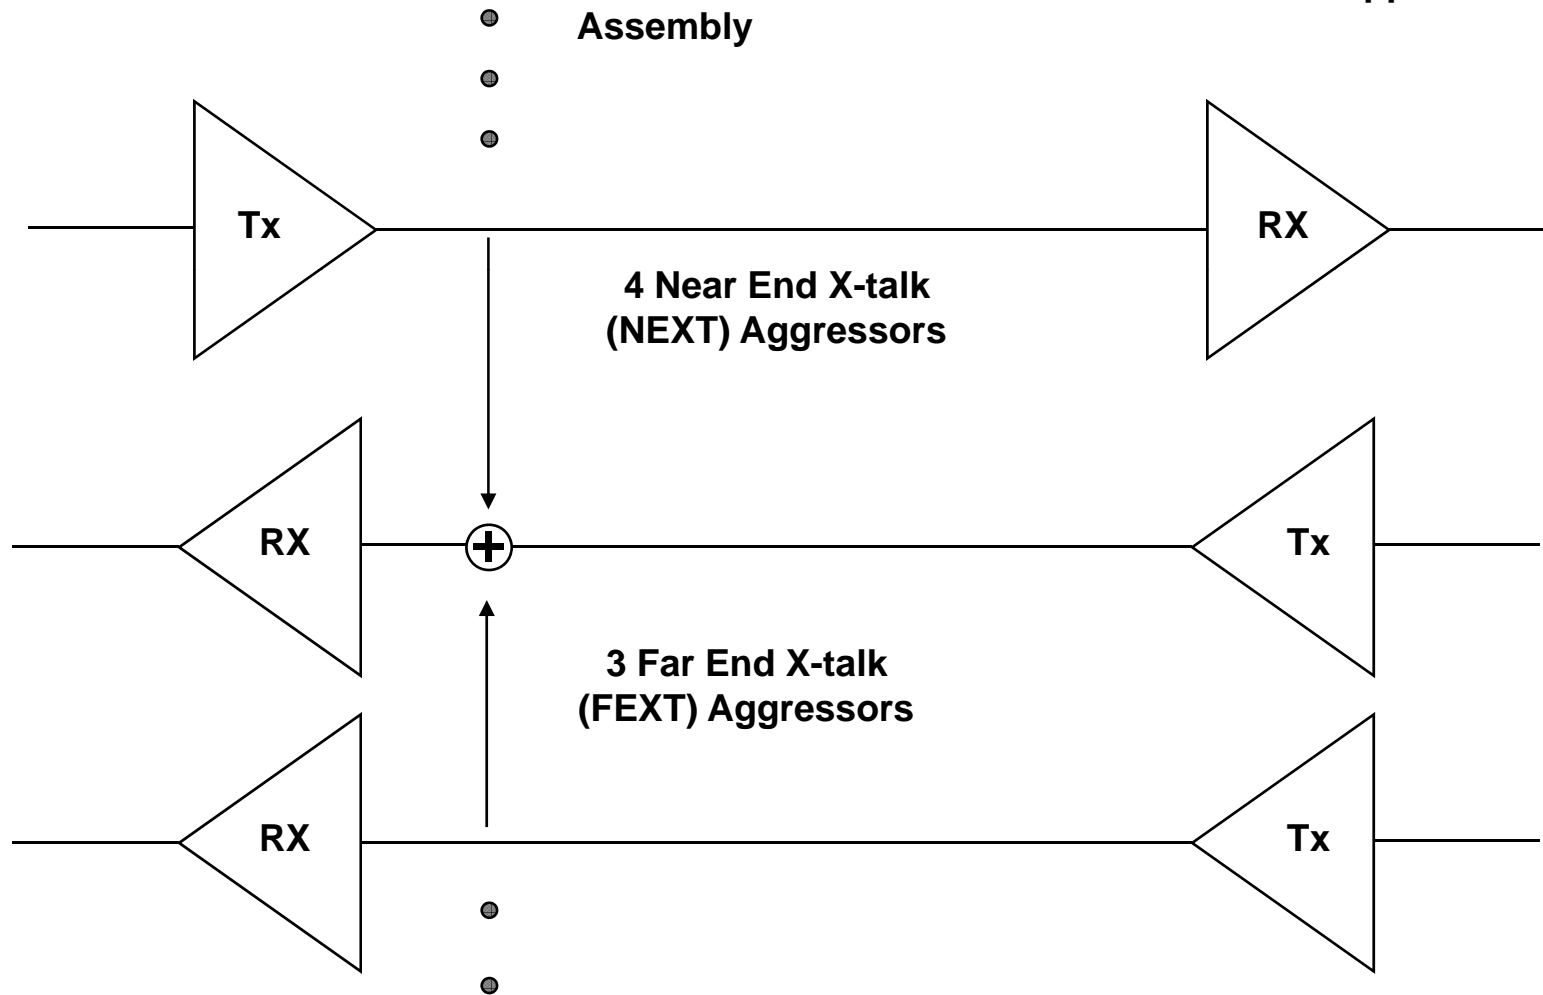 Assembly
Tx
RX
4 Near End X-talk
(NEXT) Aggressors
RX
Tx
3 Far End X-talk
(FEXT) Aggressors
RX
Tx